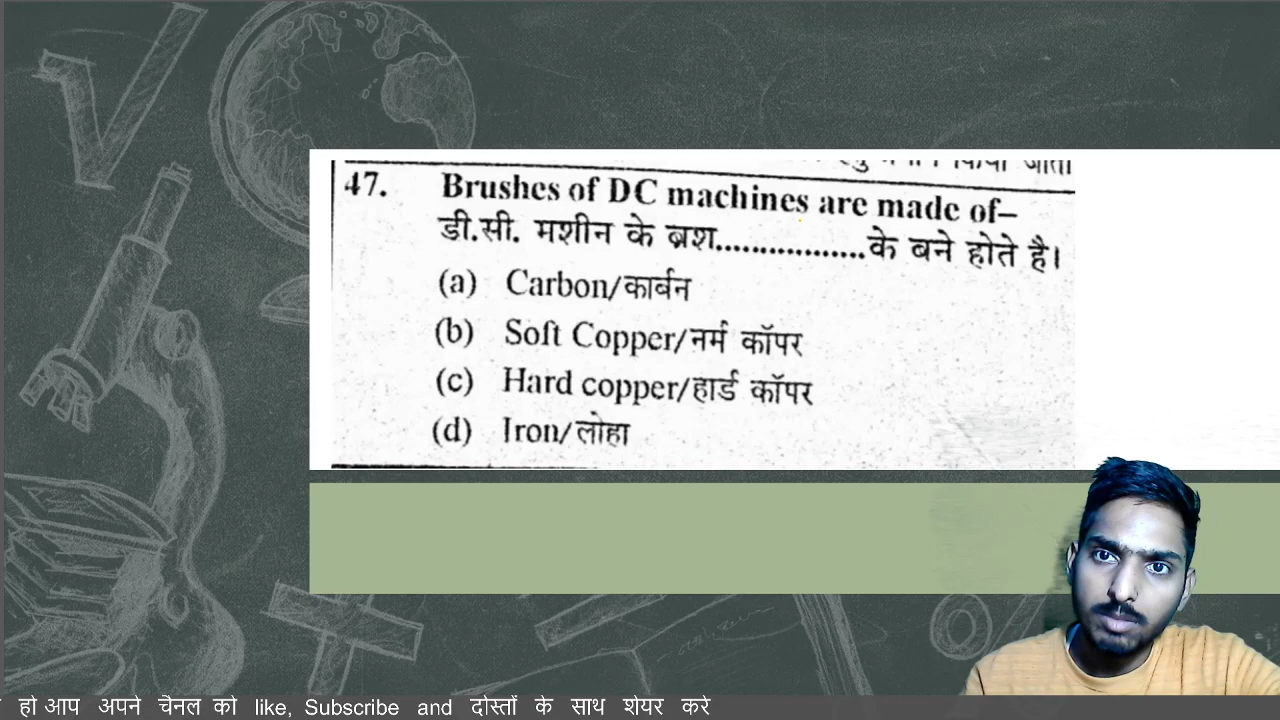 47. Brushes of DC machines are made of–
डी.सी. मशीन के ब्रश.................के बने होते है।
(a) Carbon/कार्बन
(b) Soft Copper/नर्म कॉपर
(c) Hard copper/हार्ड कॉपर
(d) Iron/लोहा
हो आप अपने चैनल को like, Subscribe and दोस्तों के साथ शेयर करे